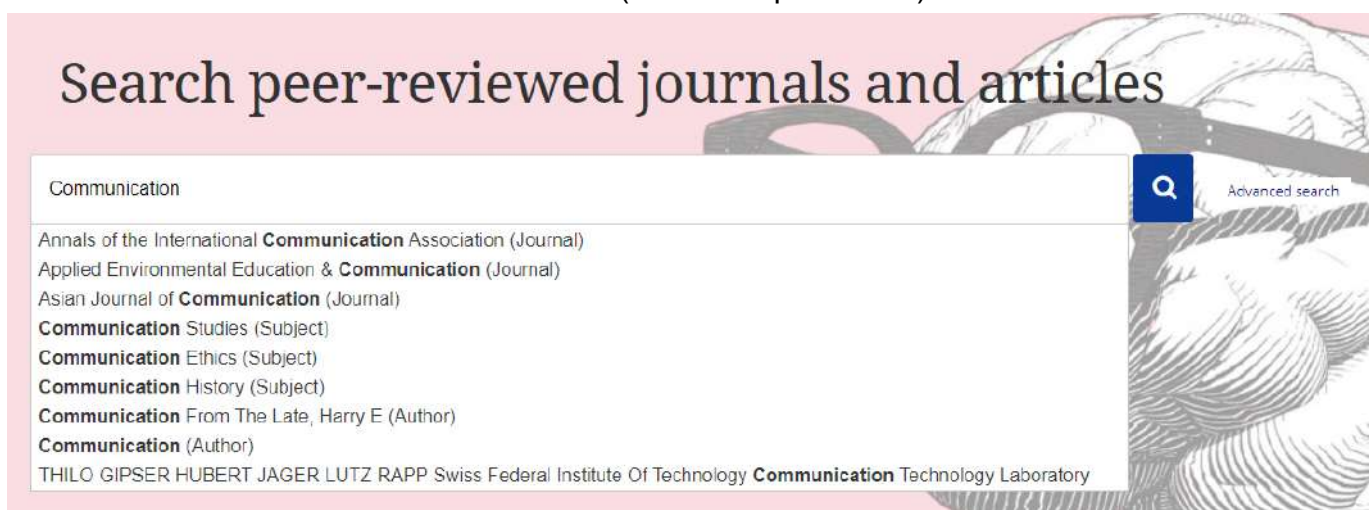 Search peer-reviewed journals and articles
Communication
Advanced search
Annals of the International Communication Association (Journal)
Applied Environmental Education & Communication (Journal)
Asian Journal of Communication (Journal)
Communication Studies (Subject)
Communication Ethics (Subject)
Communication History (Subject)
Communication From The Late, Harry E (Author)
Communication (Author)
THILO GIPSER HUBERT JAGER LUTZ RAPP Swiss Federal Institute Of Technology Communication Technology Laboratory